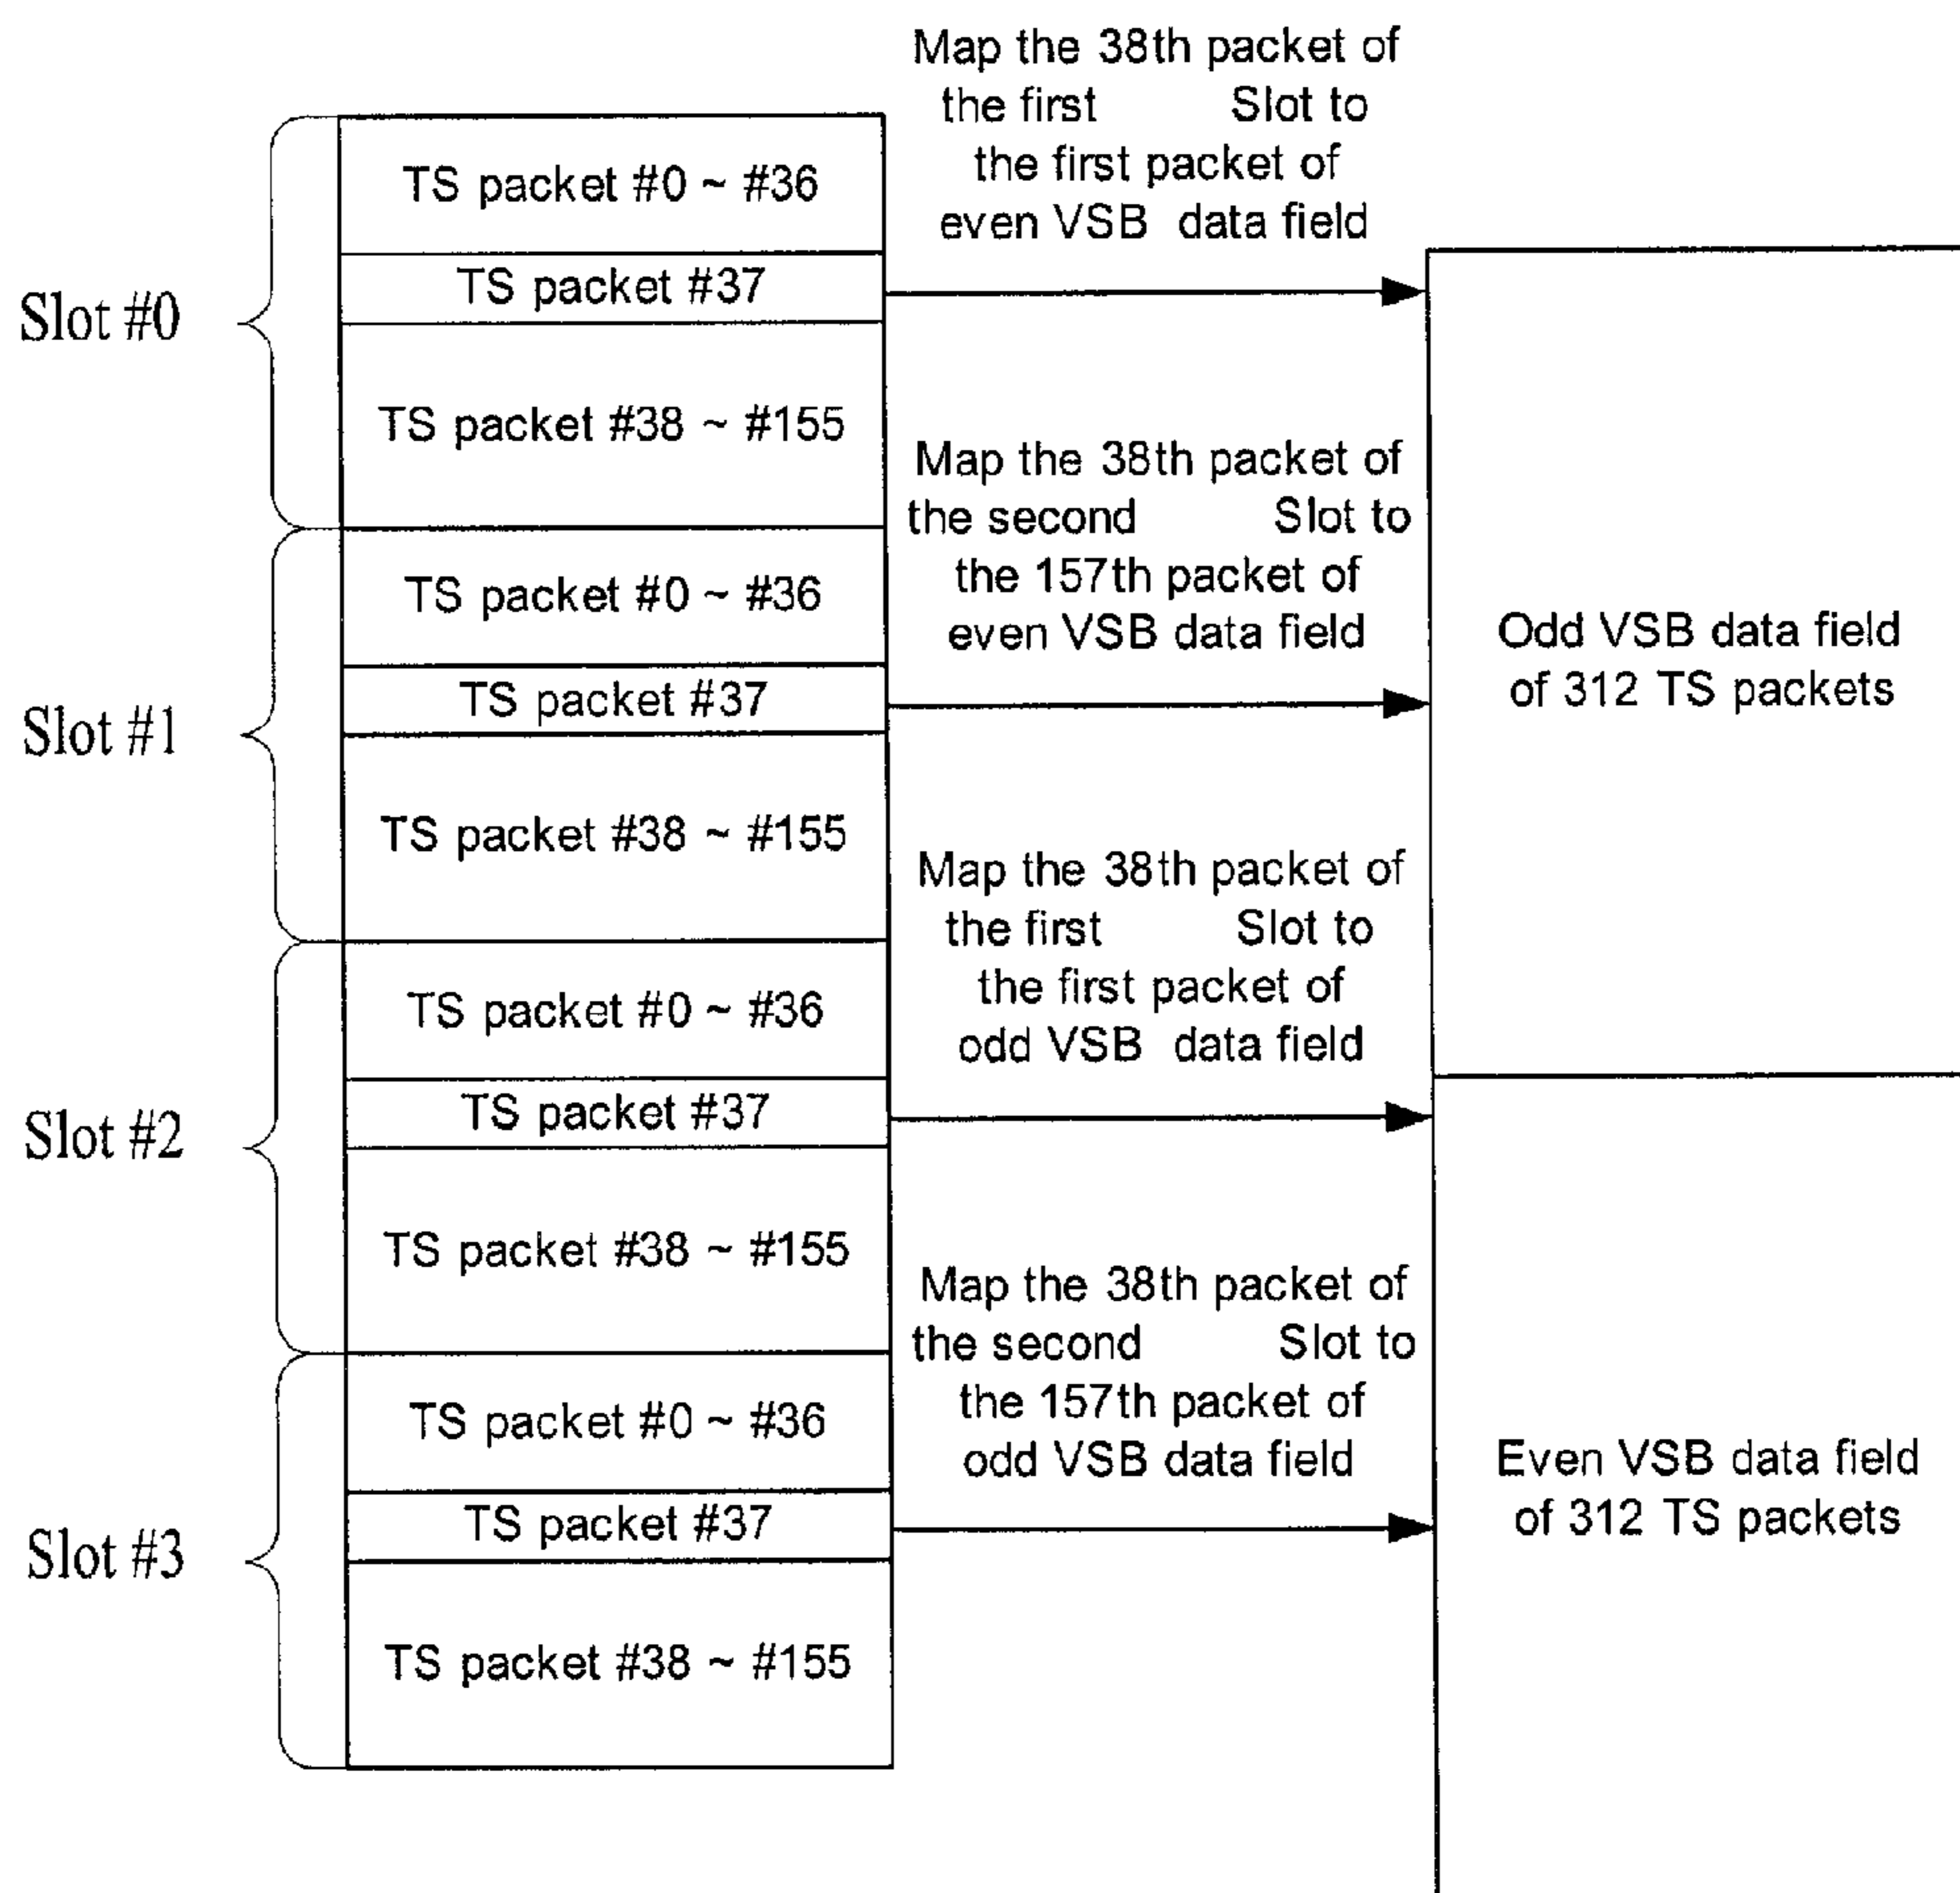 Map the 38th packet of
the first Slot to
the first packet of
even VSB data field
TS packet #0 ~ #36
TS packet #37
TS packet #38 ~ #155
Slot #0
Map the 38th packet of
the second Slot to
the 157th packet of
even VSB data field
TS packet #0 ~ #36
TS packet #37
TS packet #38 ~ #155
Slot #1
Odd VSB data field
of 312 TS packets
Map the 38th packet of
the first Slot to
the first packet of
odd VSB data field
TS packet #0 ~ #36
TS packet #37
TS packet #38 ~ #155
Slot #2
Map the 38th packet of
the second Slot to
the 157th packet of
odd VSB data field
TS packet #0 ~ #36
TS packet #37
TS packet #38 ~ #155
Slot #3
Even VSB data field
of 312 TS packets